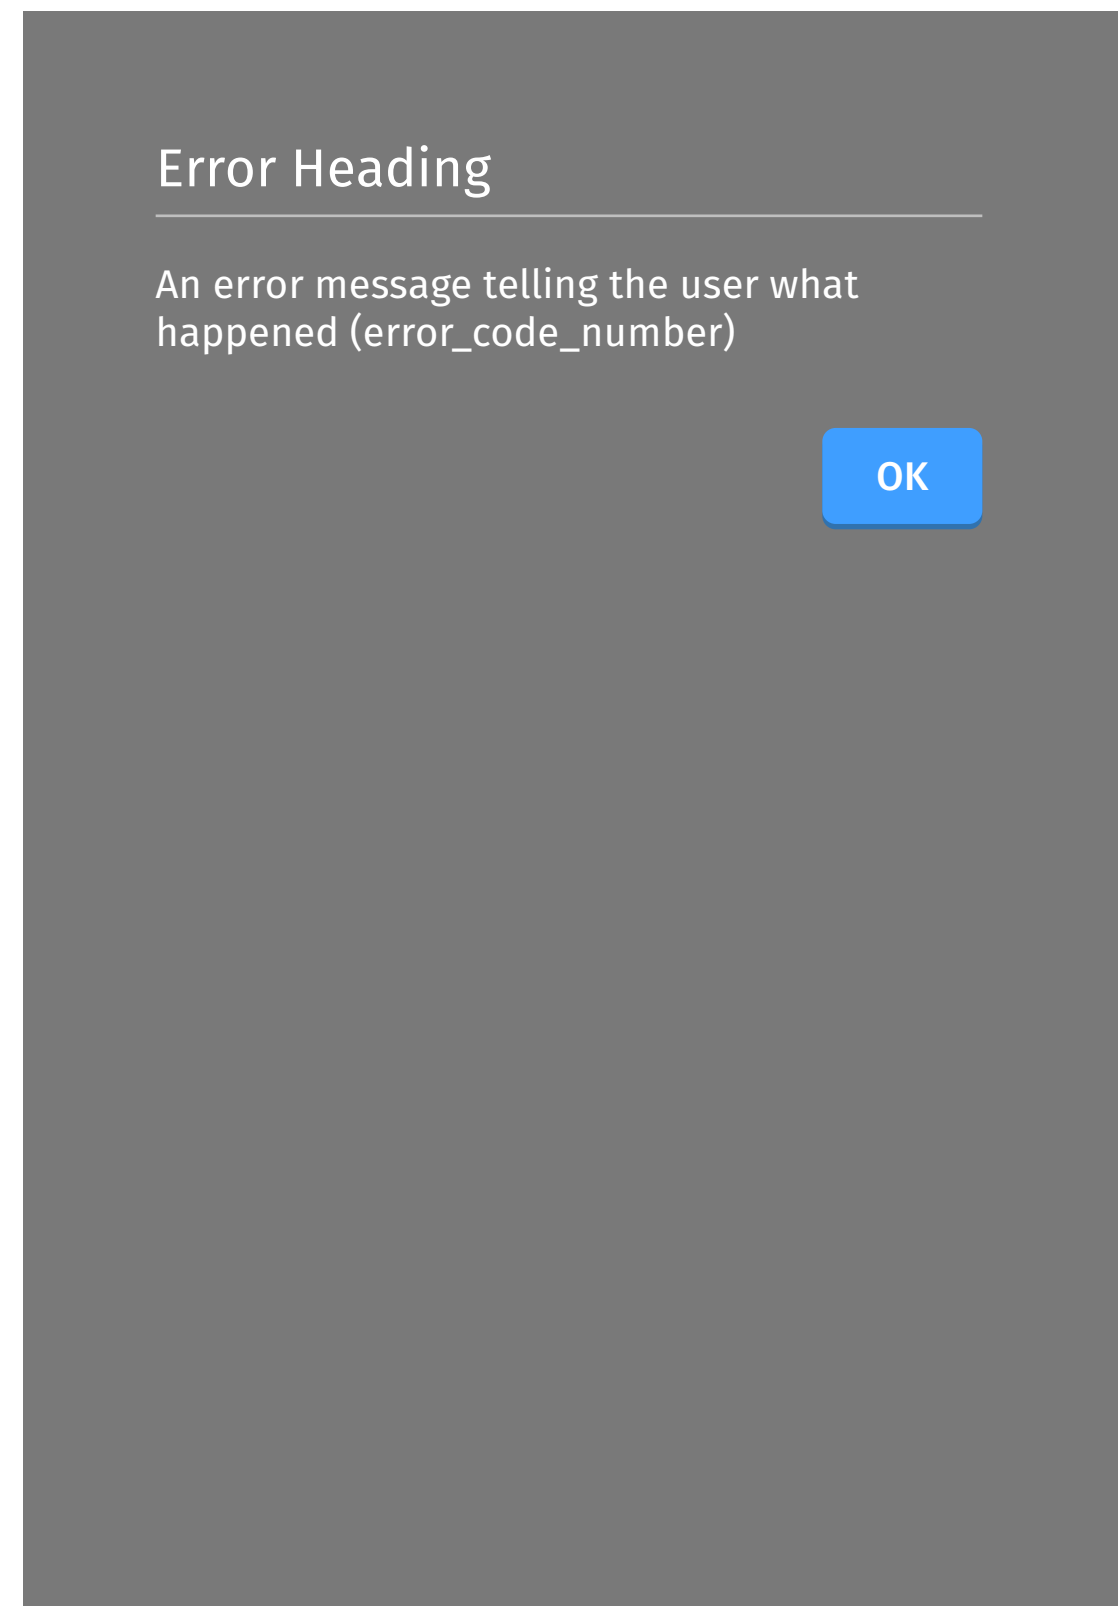 Error Heading
An error message telling the user what
happened (error_code_number)
OK